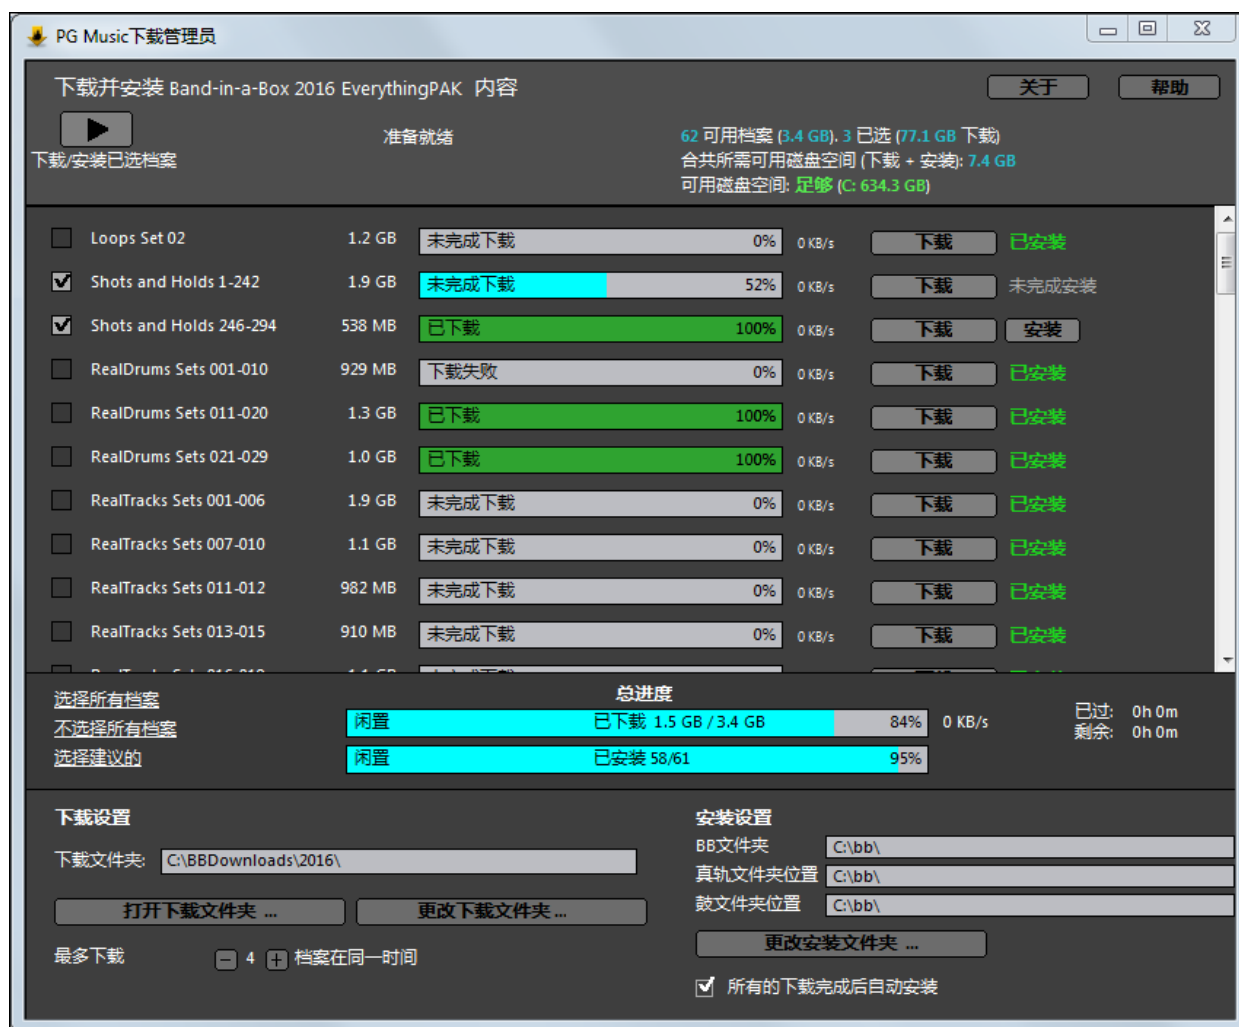 PG Music下载管理员
下载并安装 Band-in-a-Box 2016 EverythingPAK 内容
关于 帮助
准备就绪
下载/安装已选档案
62 可用档案 (3.4 GB). 3 已选 (77.1 GB 下载)
合共所需可用磁盘空间 (下载 + 安装): 7.4 GB
可用磁盘空间: 足够 (C: 634.3 GB)
Loops Set 02 1.2 GB 未完成下载 0% 0 KB/s 下载 已安装
Shots and Holds 1-242 1.9 GB 未完成下载 52% 0 KB/s 下载 未完成安装
Shots and Holds 246-294 538 MB 已下载 100% 0 KB/s 下载 安装
RealDrums Sets 001-010 929 MB 下载失败 0% 0 KB/s 下载 已安装
RealDrums Sets 011-020 1.3 GB 已下载 100% 0 KB/s 下载 已安装
RealDrums Sets 021-029 1.0 GB 已下载 100% 0 KB/s 下载 已安装
RealTracks Sets 001-006 1.9 GB 未完成下载 0% 0 KB/s 下载 已安装
RealTracks Sets 007-010 1.1 GB 未完成下载 0% 0 KB/s 下载 已安装
RealTracks Sets 011-012 982 MB 未完成下载 0% 0 KB/s 下载 已安装
RealTracks Sets 013-015 910 MB 未完成下载 0% 0 KB/s 下载 已安装
选择所有档案
不选择所有档案
选择建议的
总进度
闲置 已下载 1.5 GB / 3.4 GB 84% 0 KB/s
闲置 已安装 58/61 95%
已过: 0h 0m
剩余: 0h 0m
下载设置
下载文件夹: C:\BBDownloads\2016\
打开下载文件夹 ... 更改下载文件夹 ...
最多下载 - 4 + 档案在同一时间
安装设置
BB文件夹 C:\bb\
真轨文件夹位置 C:\bb\
鼓文件夹位置 C:\bb\
更改安装文件夹 ...
所有的下载完成后自动安装